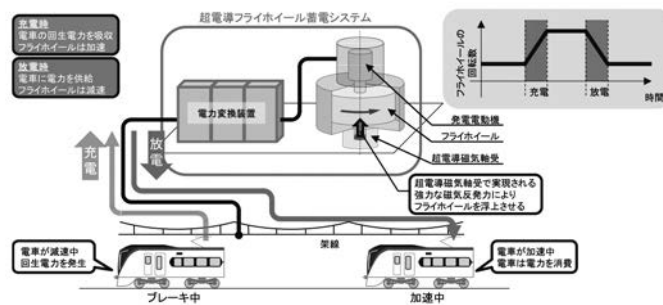 超電導フライホイール蓄電システム
充電時
電車の回生電力を吸収
フライホイールは加速
放電時
電車に電力を供給
フライホイールは減速
フライホイールの
回転数
充電
放電
時間
電力変換装置
発電電動機
フライホイール
超電導磁気軸受
充電
放電
超電導磁気軸受で実現される
強力な磁気反発力により
フライホイールを浮上させる
架線
電車が減速中
回生電力を発生
電車が加速中
電車は電力を消費
ブレーキ中
加速中